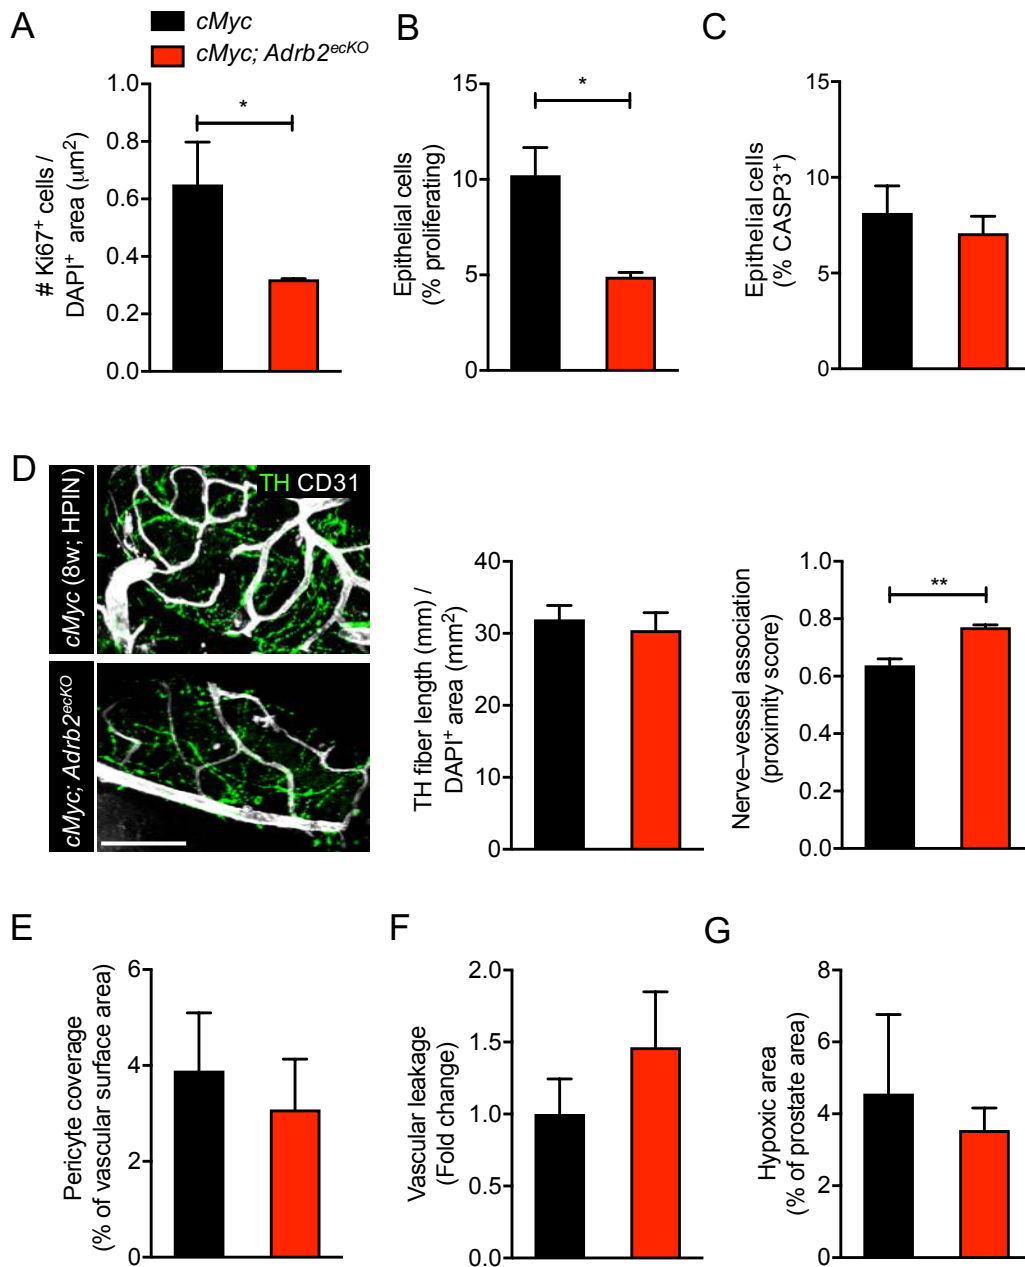 A
cMyc
cMyc; Adrb2ecKO
# Ki67+ cells /
DAPI+ area (μm2)
1.0
0.8
0.6
0.4
0.2
0.0
*
B
Epithelial cells
(% proliferating)
15
10
5
0
*
C
Epithelial cells
(% CASP3+)
15
10
5
0
D
cMyc (8w; HPIN)
cMyc; Adrb2ecKO
TH CD31
TH fiber length (mm) /
DAPI+ area (mm2)
40
30
20
10
0
Nerve–vessel association
(proximity score)
1.0
0.8
0.6
0.4
0.2
0.0
**
E
Pericyte coverage
(% of vascular surface area)
6
4
2
0
F
Vascular leakage
(Fold change)
2.0
1.5
1.0
0.5
0.0
G
Hypoxic area
(% of prostate area)
8
6
4
2
0